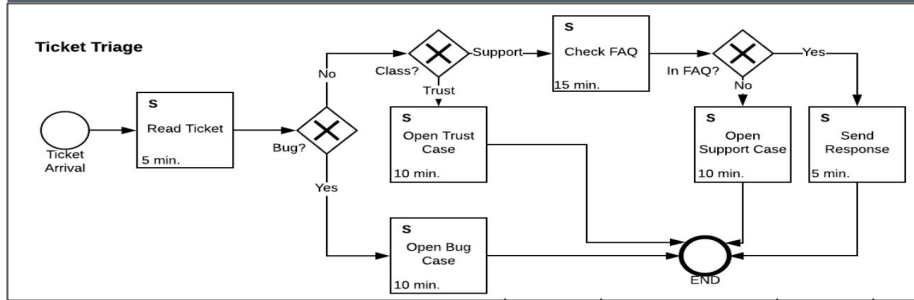 Ticket Triage
Ticket
Arrival
S
Read Ticket
5 min.
Bug?
No
Yes
Class?
Support
Trust
S
Check FAQ
15 min.
In FAQ?
Yes
No
S
Open Trust
Case
10 min.
S
Open
Support Case
10 min.
S
Send
Response
5 min.
S
Open Bug
Case
10 min.
END